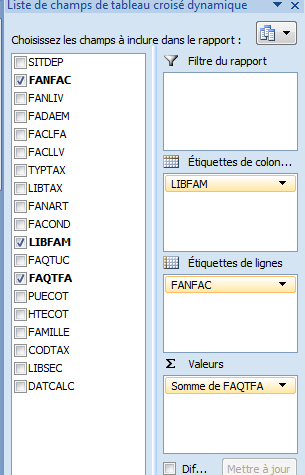 Liste de champs de tableau croisé dynamique
Choisissez les champs à inclure dans le rapport :
SITDEP
FANFAC
FANLIV
FADAEM
FACLFA
FACLLV
TYPTAX
LIBTAX
FANART
FACOND
LIBFAM
FAQTUC
FAQTFA
PUECOT
HTECOT
FAMILLE
CODTAX
LIBSEC
DATCALC
Filtre du rapport
Étiquettes de colon...
LIBFAM
Étiquettes de lignes
FANFAC
Σ Valeurs
Somme de FAQTFA
Dif...
Mettre à jour